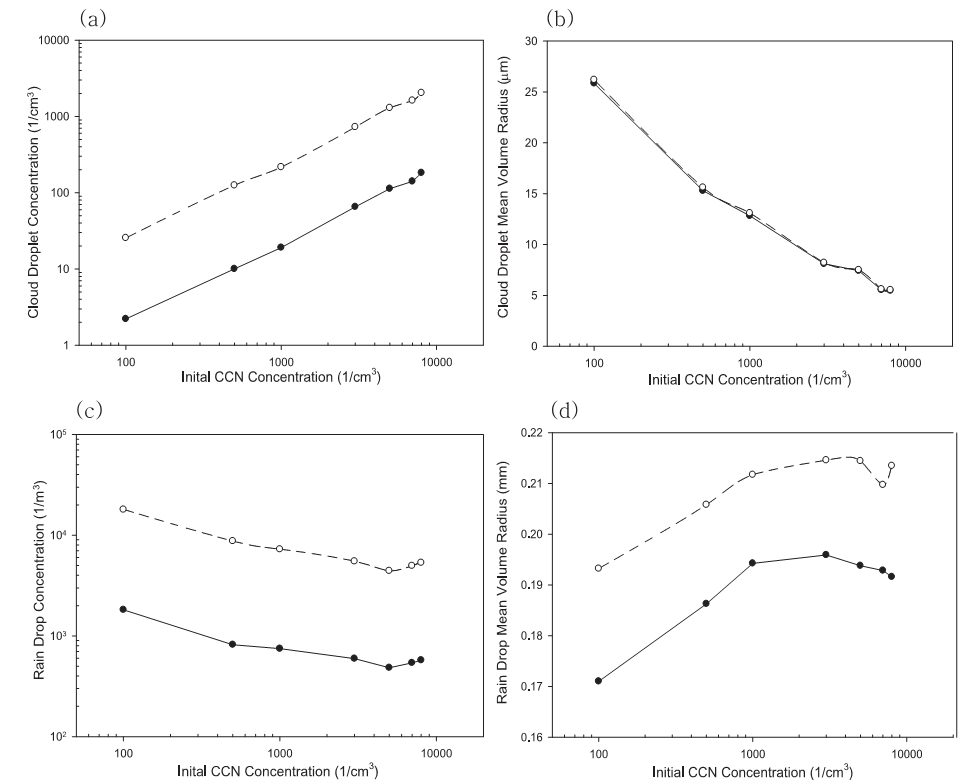 (a)
(b)
Cloud Droplet Concentration (1/cm³)
10000
1000
100
10
1
100
1000
10000
Inital CCN Concentration (1/cm³)
Cloud Droplet Mean Volume Radius (μm)
30
25
20
15
10
5
0
100
1000
10000
Initial CCN Concentration (1/cm³)
(c)
(d)
Rain Drop Concentration (1/m³)
10⁵
10⁴
10³
10²
100
1000
10000
Inital CCN Concentration (1/cm³)
Rain Drop Mean Volume Radius (mm)
0.22
0.21
0.20
0.19
0.18
0.17
0.16
100
1000
10000
Inital CCN Concentration (1/cm³)